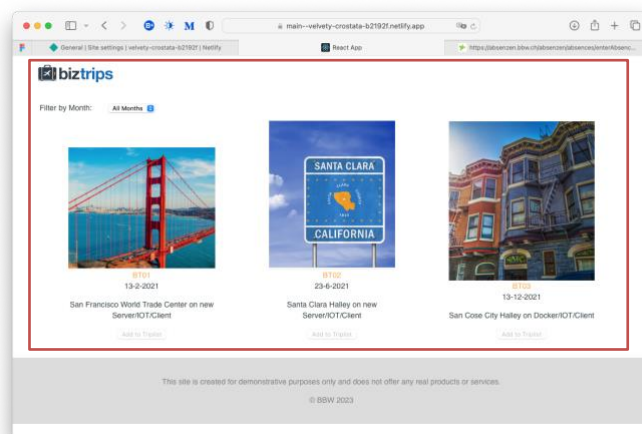 main--velvety-crostata-b2192f.netlify.app
General | Site settings | velvety-crostata-b2192f | Netlify
React App
https://absenzen.bbw.ch/absenzen/absences/enterAbsenc...
biztrips
Filter by Month: All Months
SANTA CLARA
CALIFORNIA
BT01
13-2-2021
San Francisco World Trade Center on new
Server/IOT/Client
Add to Triplist
BT02
23-6-2021
Santa Clara Halley on new
Server/IOT/Client
Add to Triplist
BT03
13-12-2021
San Cose City Halley on Docker/IOT/Client
Add to Triplist
This site is created for demonstrative purposes only and does not offer any real products or services.
© BBW 2023